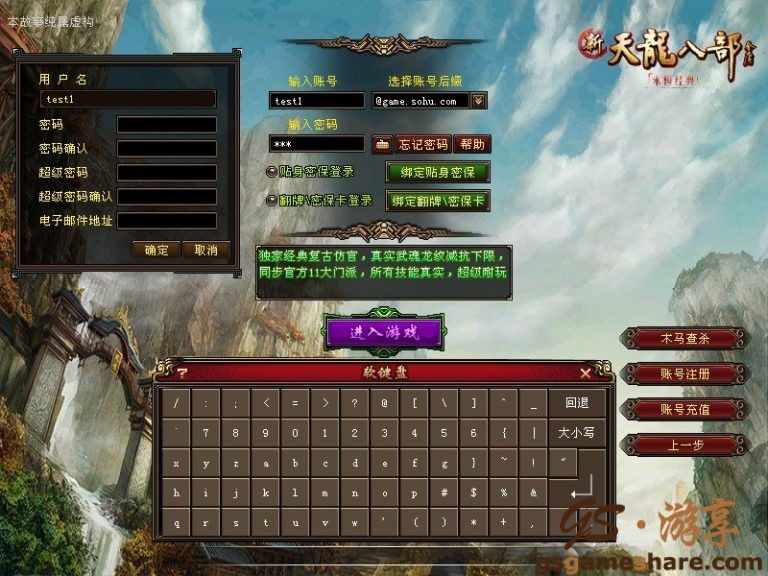 本故事纯属虚构
新天龍八部
「永恒经典」
用户名
test1
密码
密码确认
超级密码
超级密码确认
电子邮件地址
确定 取消
输入账号 选择账号后缀
test1 @game.sohu.com
输入密码
*** 忘记密码 帮助
贴身密保登录 绑定贴身密保
翻牌\密保卡登录 绑定翻牌\密保卡
独家经典复古仿官，真实武魂龙纹减抗下限，
同步官方11大门派，所有技能真实，超级耐玩
进入游戏
? 软键盘 X
/ : ; < = > ? @ [ \ ] ^ _ 回退
` 7 8 9 0 1 2 3 4 5 6 { | 大小写
x y z a b c d e f g } ~ ! "
h i j k l m n o p # $ % &
q r s t u v w ' ( ) * + ,
木马查杀
账号注册
账号充值
上一步
GS·游享
gsgameshare.com